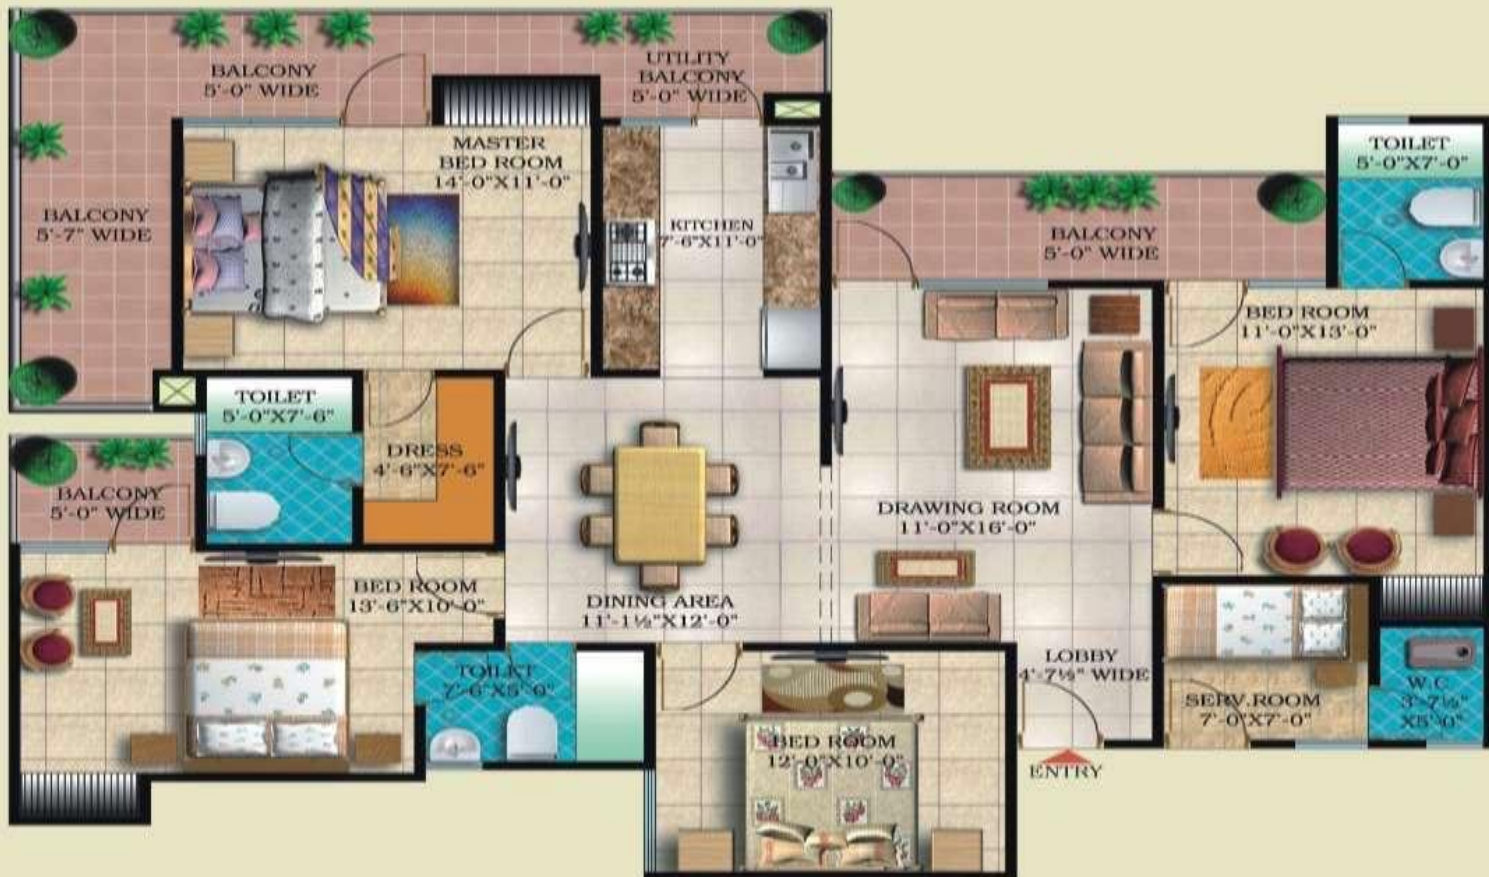 BALCONY
5'-0" WIDE
UTILITY
BALCONY
5'-0" WIDE
MASTER
BED ROOM
14'-0"X11'-0"
TOILET
5'-0"X7'-0"
BALCONY
5'-7" WIDE
KITCHEN
7'-6"X11'-0"
BALCONY
5'-0" WIDE
BED ROOM
11'-0"X13'-0"
TOILET
5'-0"X7'-6"
DRESS
4'-6"X7'-6"
BALCONY
5'-0" WIDE
DRAWING ROOM
11'-0"X16'-0"
BED ROOM
13'-6"X10'-0"
DINING AREA
11'-1½"X12'-0"
TOILET
7'-6"X5'-0"
LOBBY
4'-7½" WIDE
SERV.ROOM
7'-0"X7'-0"
W.C
3'-7½"
X5'-0"
BED ROOM
12'-0"X10'-0"
ENTRY